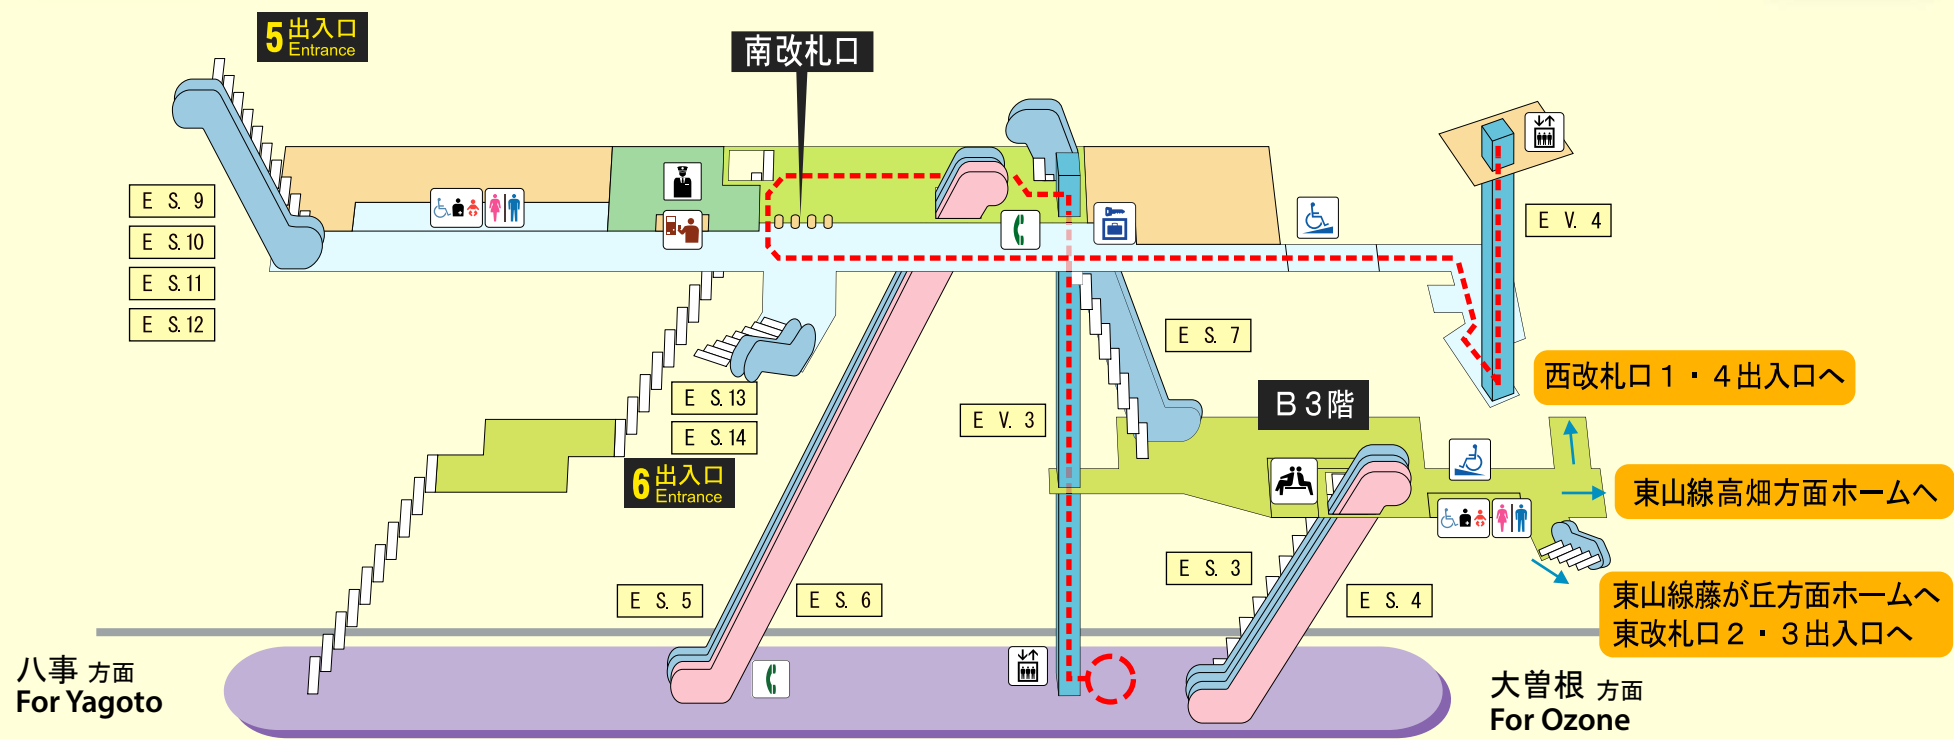 5 出入口
Entrance
南改札口
E S. 9
E S.10
E S.11
E S.12
E V. 4
E S. 7
西改札口1・4出入口へ
E S.13
E S.14
E V. 3
B3階
6 出入口
Entrance
東山線高畑方面ホームへ
E S. 5
E S. 6
E S. 3
E S. 4
東山線藤が丘方面ホームへ
東改札口2・3出入口へ
八事 方面
For Yagoto
大曽根 方面
For Ozone